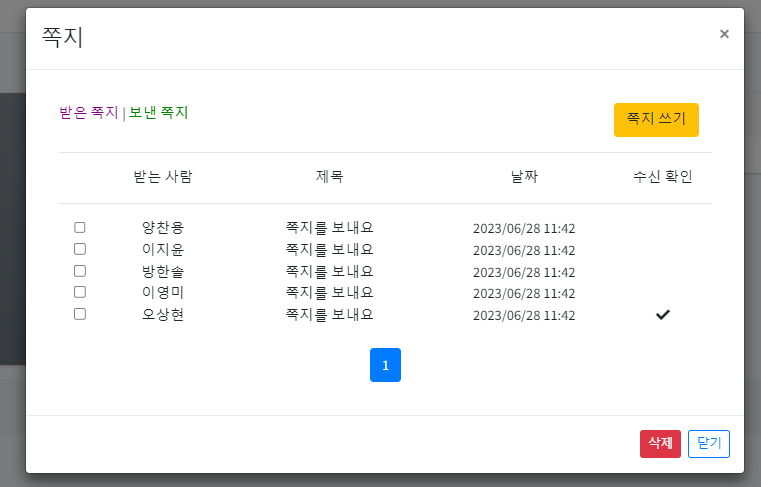 쪽지 ×
받은 쪽지 | 보낸 쪽지 쪽지 쓰기
받는 사람 제목 날짜 수신 확인
양찬용 쪽지를 보내요 2023/06/28 11:42
이지윤 쪽지를 보내요 2023/06/28 11:42
방한솔 쪽지를 보내요 2023/06/28 11:42
이영미 쪽지를 보내요 2023/06/28 11:42
오상현 쪽지를 보내요 2023/06/28 11:42
1
삭제 닫기